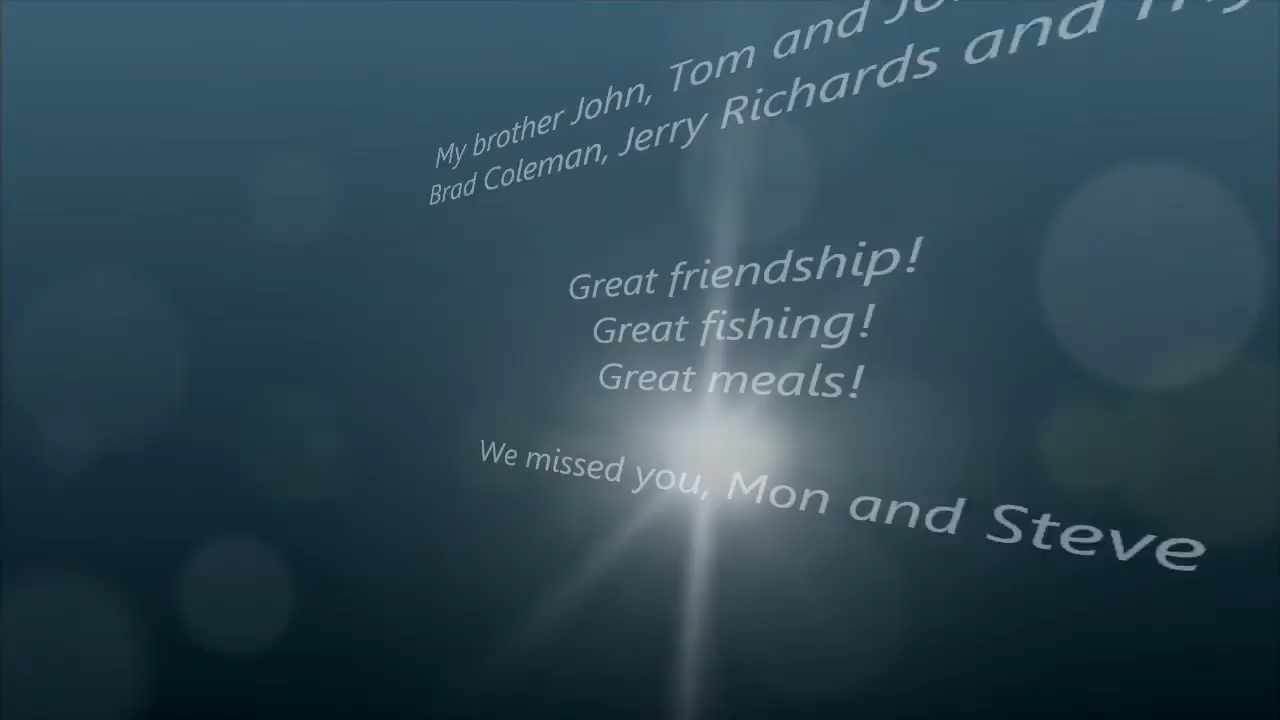 My brother John, Tom and
Brad Coleman, Jerry Richards and
Great friendship!
Great fishing!
Great meals!
We missed you, Mon and Steve